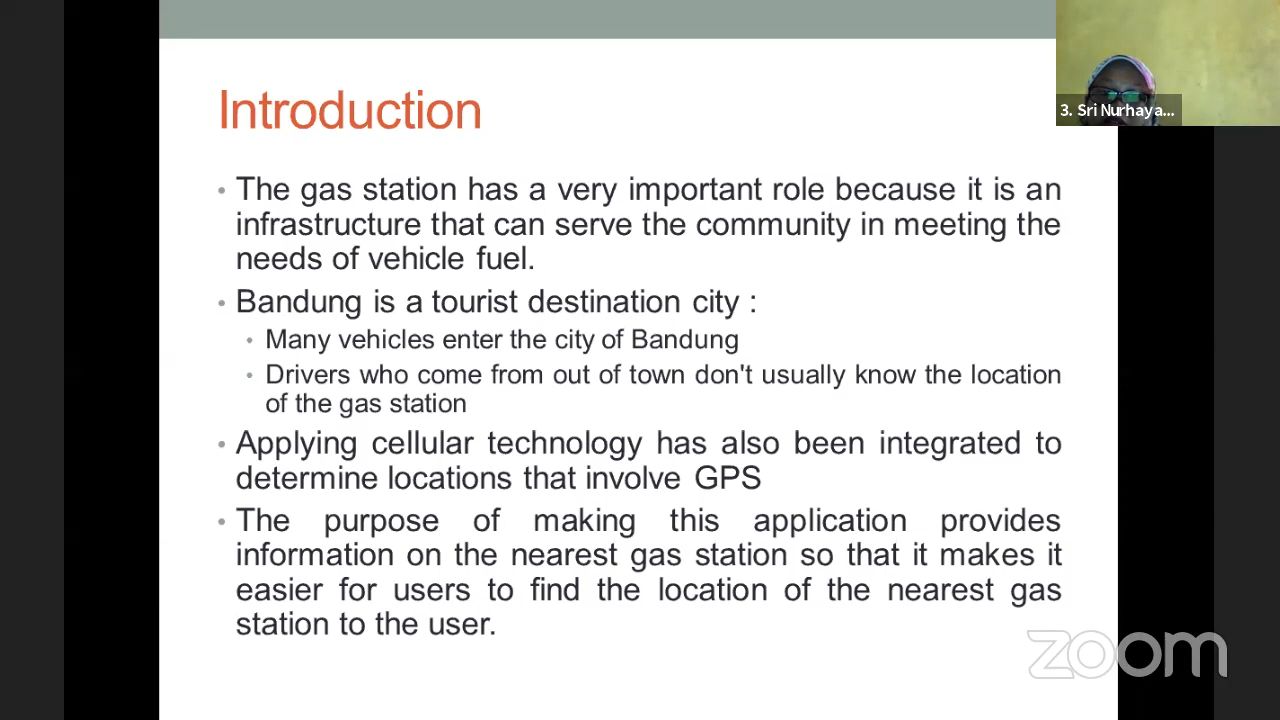 Introduction
3. Sri Nurhaya...
• The gas station has a very important role because it is an
infrastructure that can serve the community in meeting the
needs of vehicle fuel.
• Bandung is a tourist destination city :
• Many vehicles enter the city of Bandung
• Drivers who come from out of town don't usually know the location
of the gas station
• Applying cellular technology has also been integrated to
determine locations that involve GPS
• The purpose of making this application provides
information on the nearest gas station so that it makes it
easier for users to find the location of the nearest gas
station to the user.
zoom